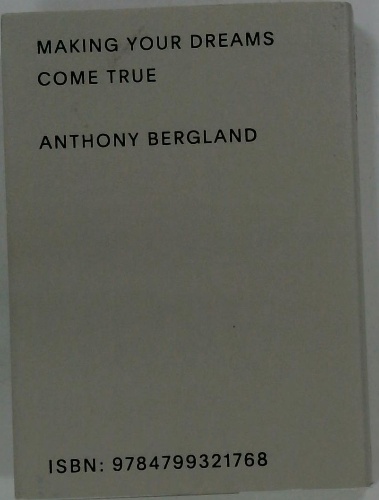 MAKING YOUR DREAMS
COME TRUE
ANTHONY BERGLAND
ISBN: 9784799321768